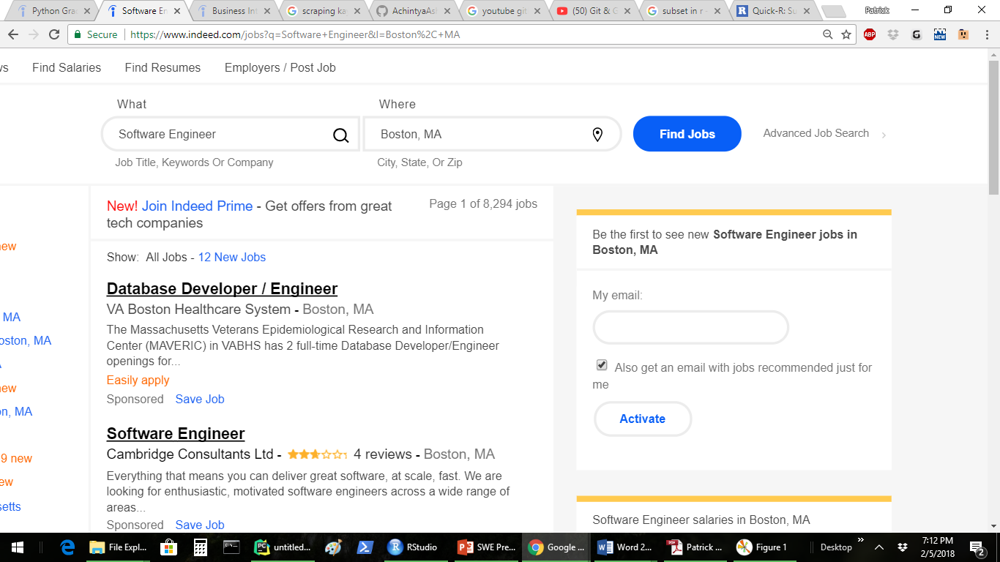 Python Gra
Software En
Business Int
scraping ka
AchintyaAsh
youtube git
(50) Git & G
subset in r -
Quick-R: Su
Patrick
Secure
https://www.indeed.com/jobs?q=Software+Engineer&l=Boston%2C+MA
ABP
G
NEW
ws
Find Salaries
Find Resumes
Employers / Post Job
What
Where
Software Engineer
Boston, MA
Find Jobs
Advanced Job Search
Job Title, Keywords Or Company
City, State, Or Zip
ew
MA
oston, MA
A
ew
n, MA
9 new
ew
setts
New! Join Indeed Prime - Get offers from great
tech companies
Page 1 of 8,294 jobs
Show: All Jobs - 12 New Jobs
Database Developer / Engineer
VA Boston Healthcare System - Boston, MA
The Massachusetts Veterans Epidemiological Research and Information
Center (MAVERIC) in VABHS has 2 full-time Database Developer/Engineer
openings for...
Easily apply
Sponsored Save Job
Software Engineer
Cambridge Consultants Ltd - 4 reviews - Boston, MA
Everything that means you can deliver great software, at scale, fast. We are
looking for enthusiastic, motivated software engineers across a wide range of
areas...
Sponsored Save Job
Be the first to see new Software Engineer jobs in
Boston, MA
My email:
Also get an email with jobs recommended just for
me
Activate
Software Engineer salaries in Boston, MA
File Expl...
untitled...
RStudio
SWE Pre...
Google ...
Word 2...
Patrick ...
Figure 1
Desktop
7:12 PM
2/5/2018
2